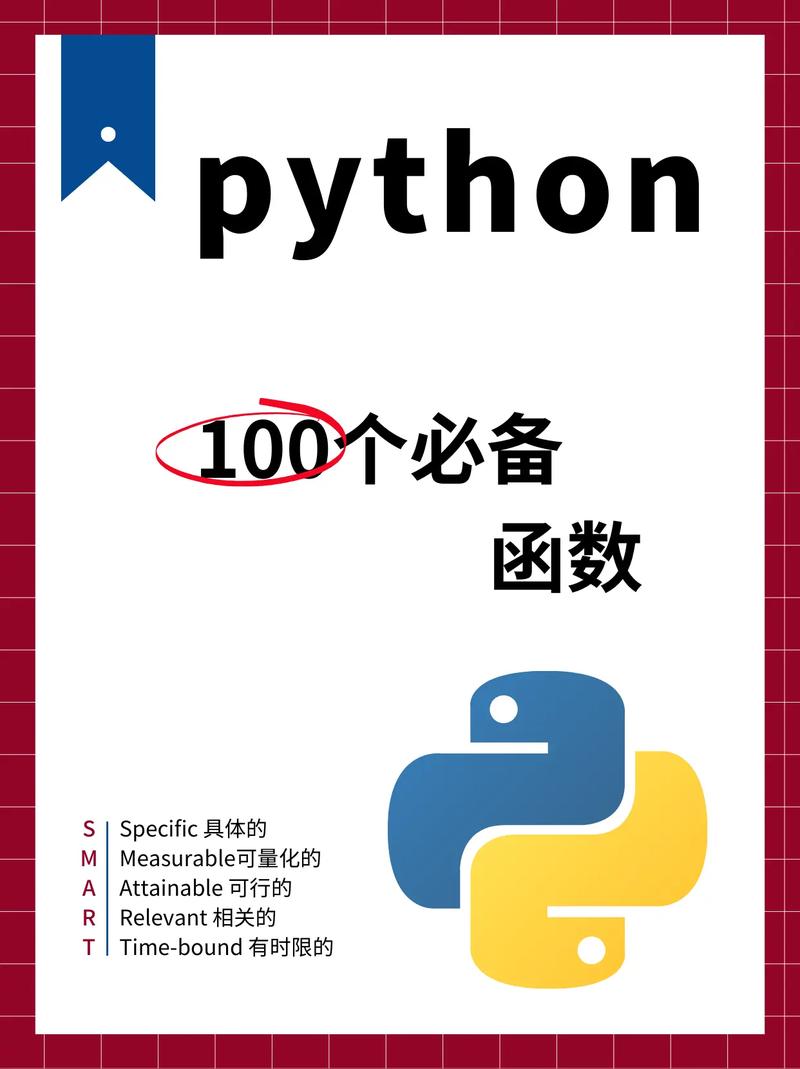 python
100个必备
函数
S Specific 具体的
M Measurable可量化的
A Attainable 可行的
R Relevant 相关的
T Time-bound 有时限的